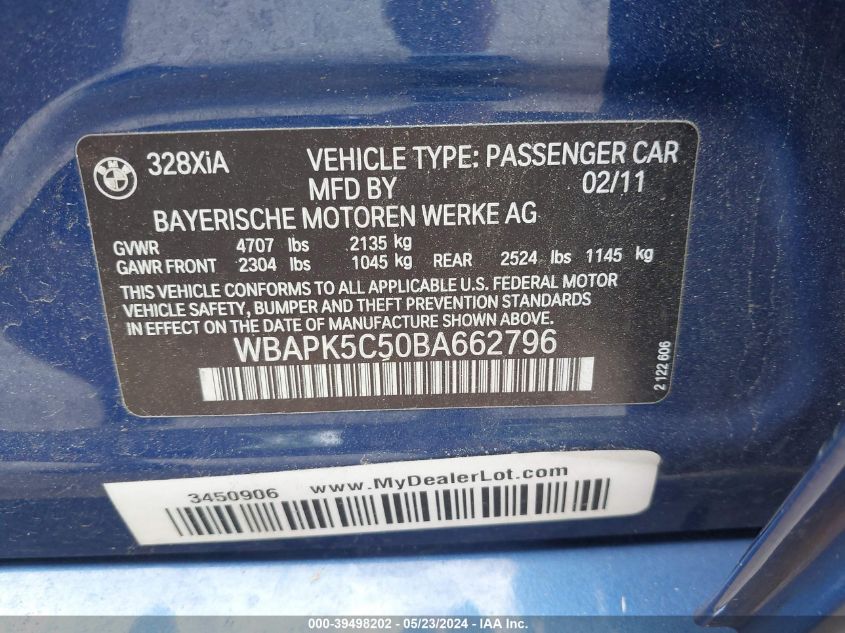 328XiA VEHICLE TYPE: PASSENGER CAR
MFD BY 02/11
BAYERISCHE MOTOREN WERKE AG
GVWR 4707 lbs 2135 kg
GAWR FRONT 2304 lbs 1045 kg REAR 2524 lbs 1145 kg
THIS VEHICLE CONFORMS TO ALL APPLICABLE U.S. FEDERAL MOTOR
VEHICLE SAFETY, BUMPER AND THEFT PREVENTION STANDARDS
IN EFFECT ON THE DATE OF MANUFACTURE SHOWN ABOVE.
WBAPK5C50BA662796
2 122 606
3450906 www.MyDealerLot.com
000-39498202 - 05/23/2024 - IAA Inc.